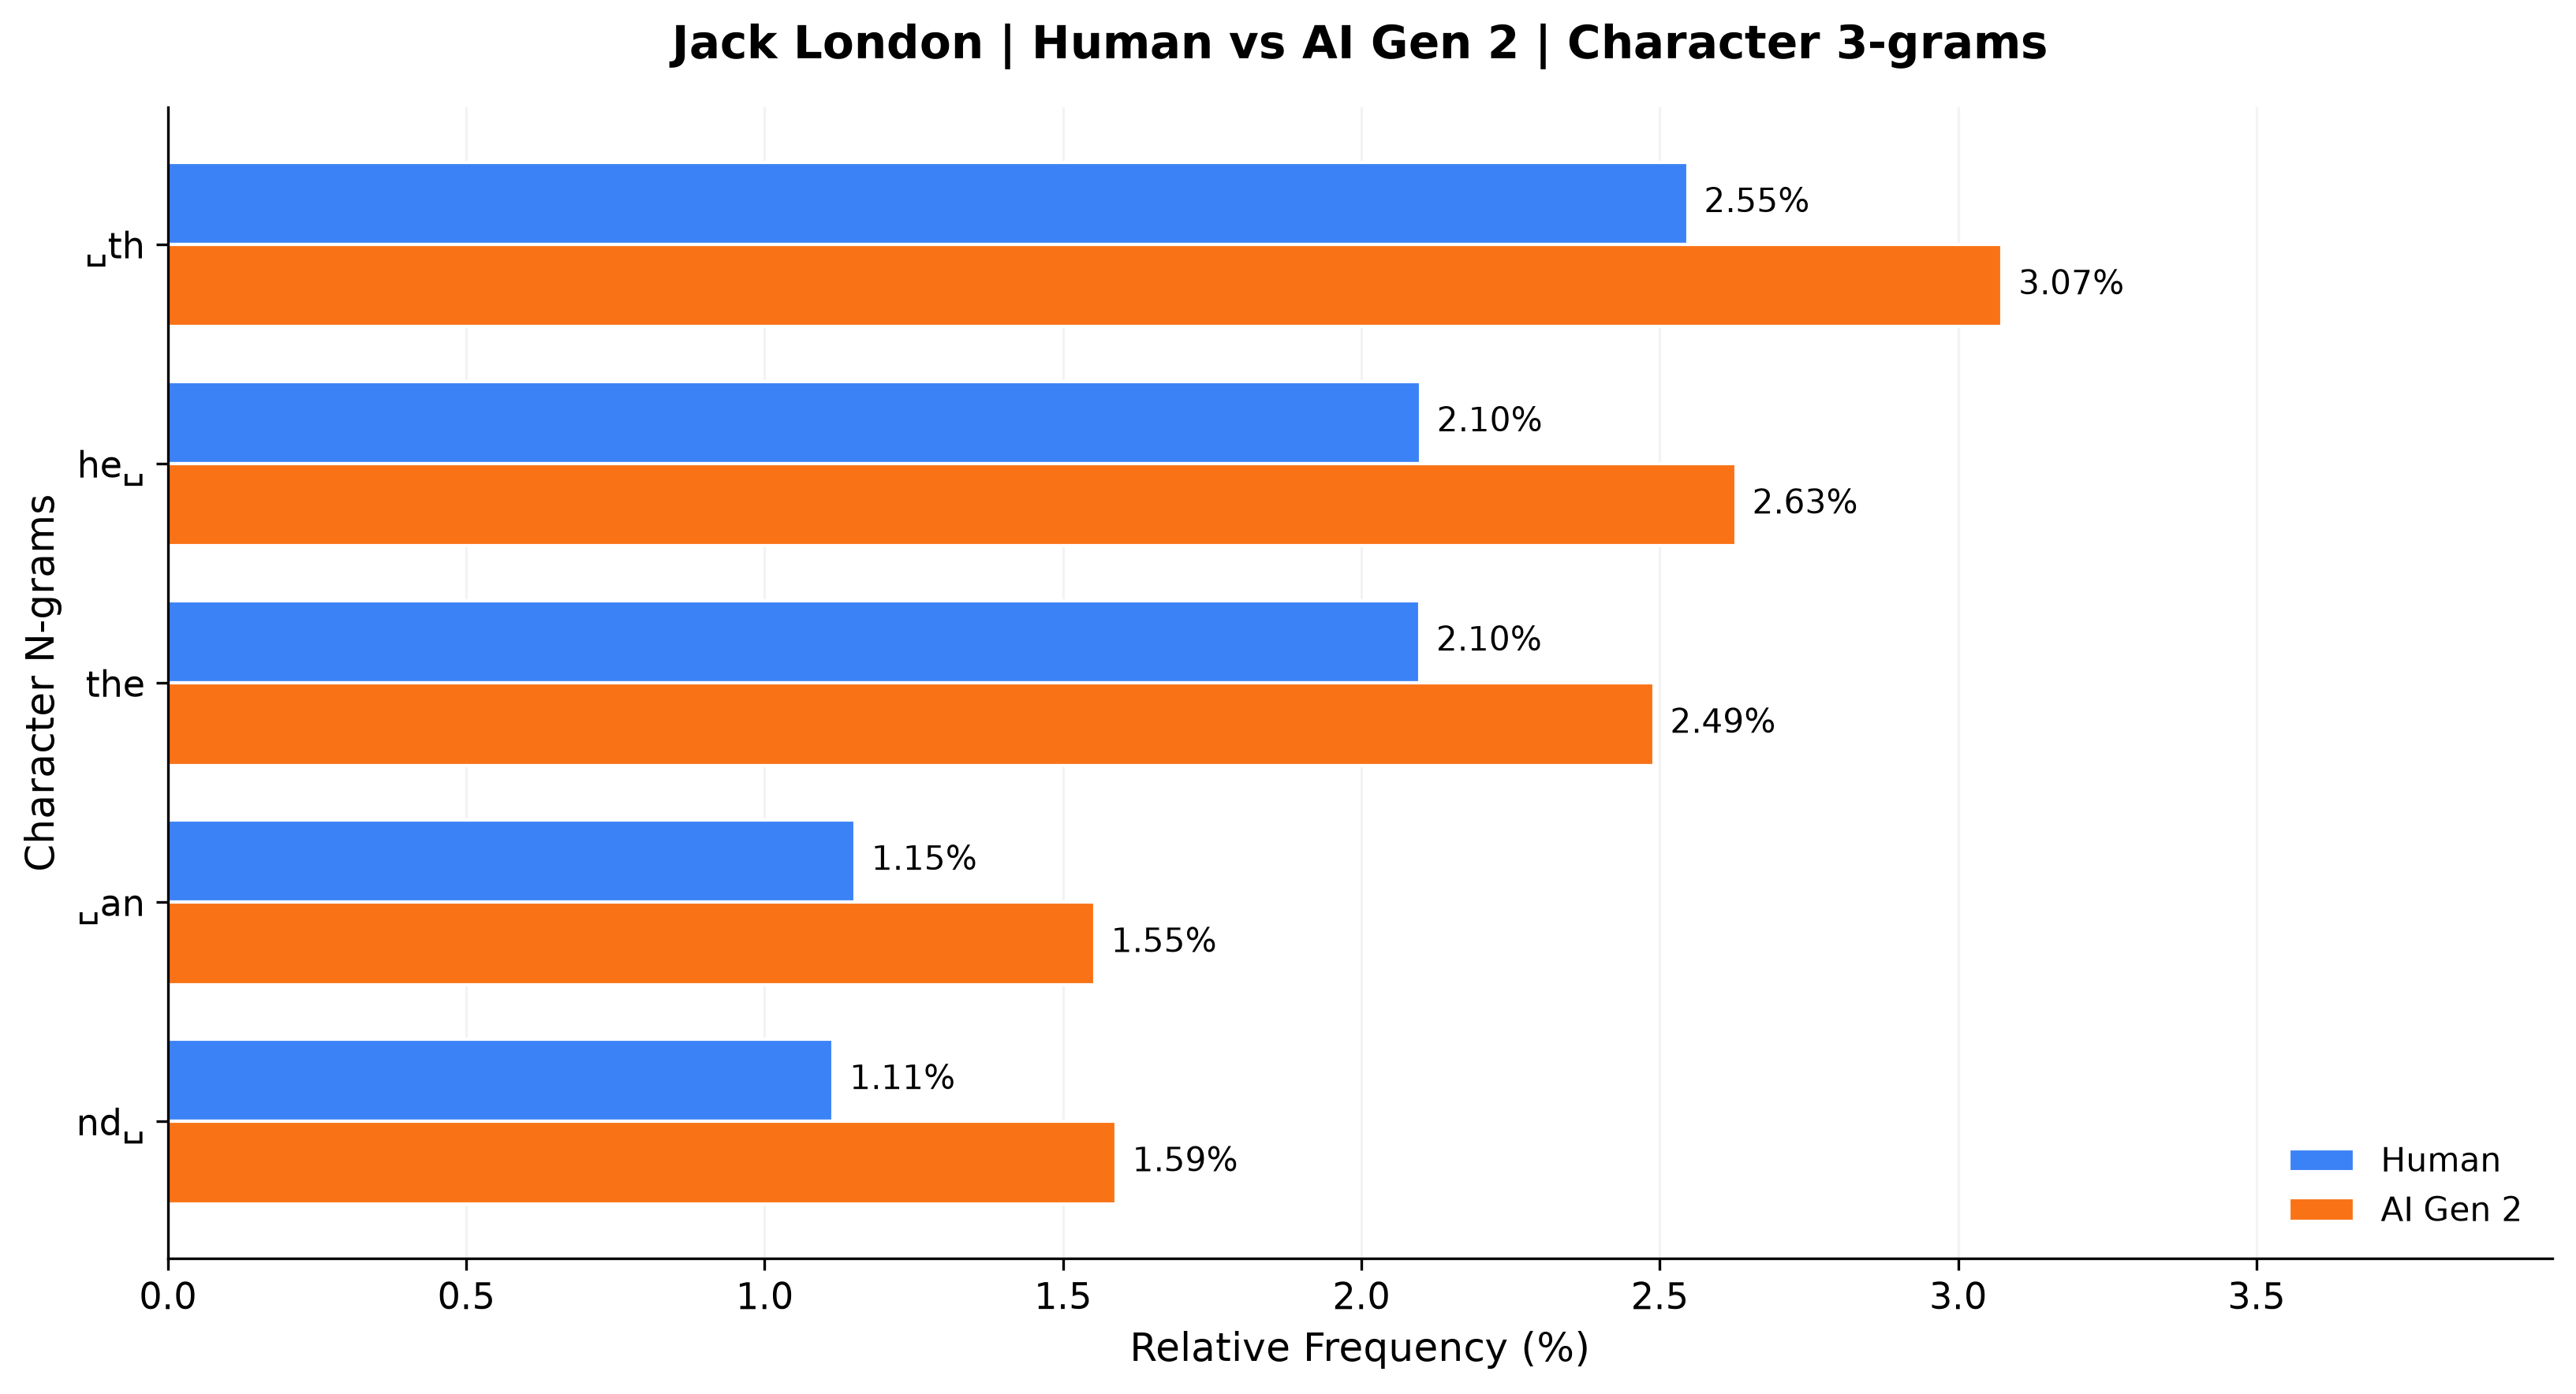 Jack London | Human vs AI Gen 2 | Character 3-grams
Character N-grams
␣th
2.55%
3.07%
he␣
2.10%
2.63%
the
2.10%
2.49%
␣an
1.15%
1.55%
nd␣
1.11%
1.59%
Human
AI Gen 2
0.0 0.5 1.0 1.5 2.0 2.5 3.0 3.5
Relative Frequency (%)